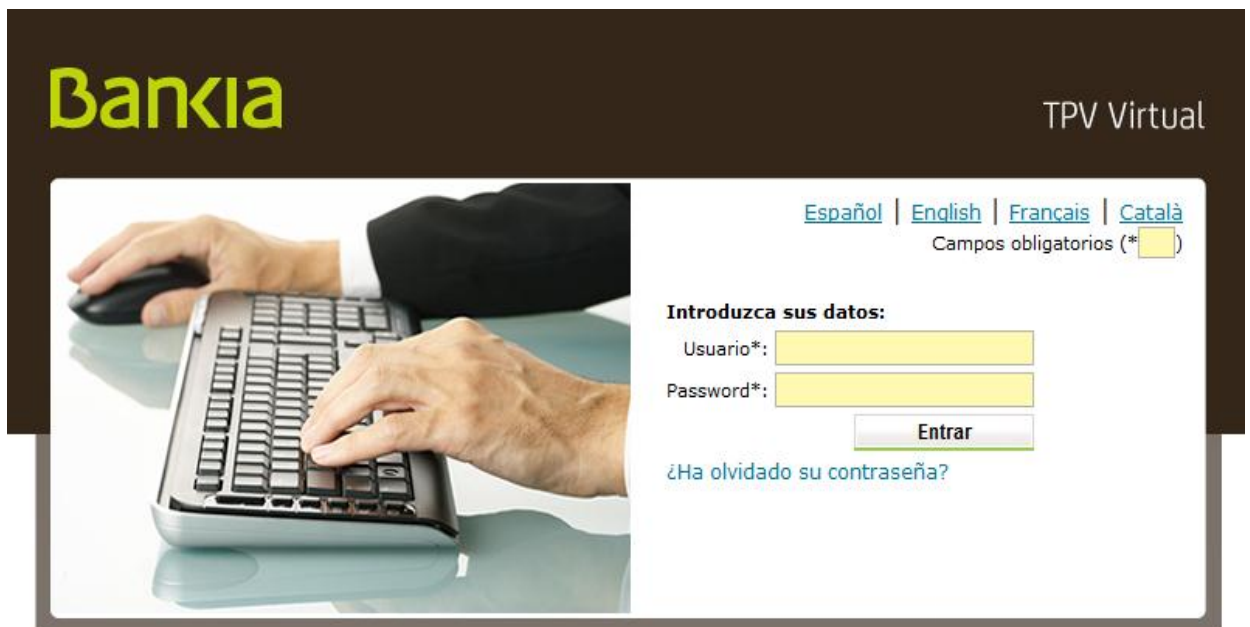 Bankia
TPV Virtual
Español | English | Français | Català
Campos obligatorios (* )
Introduzca sus datos:
Usuario*:
Password*:
Entrar
¿Ha olvidado su contraseña?